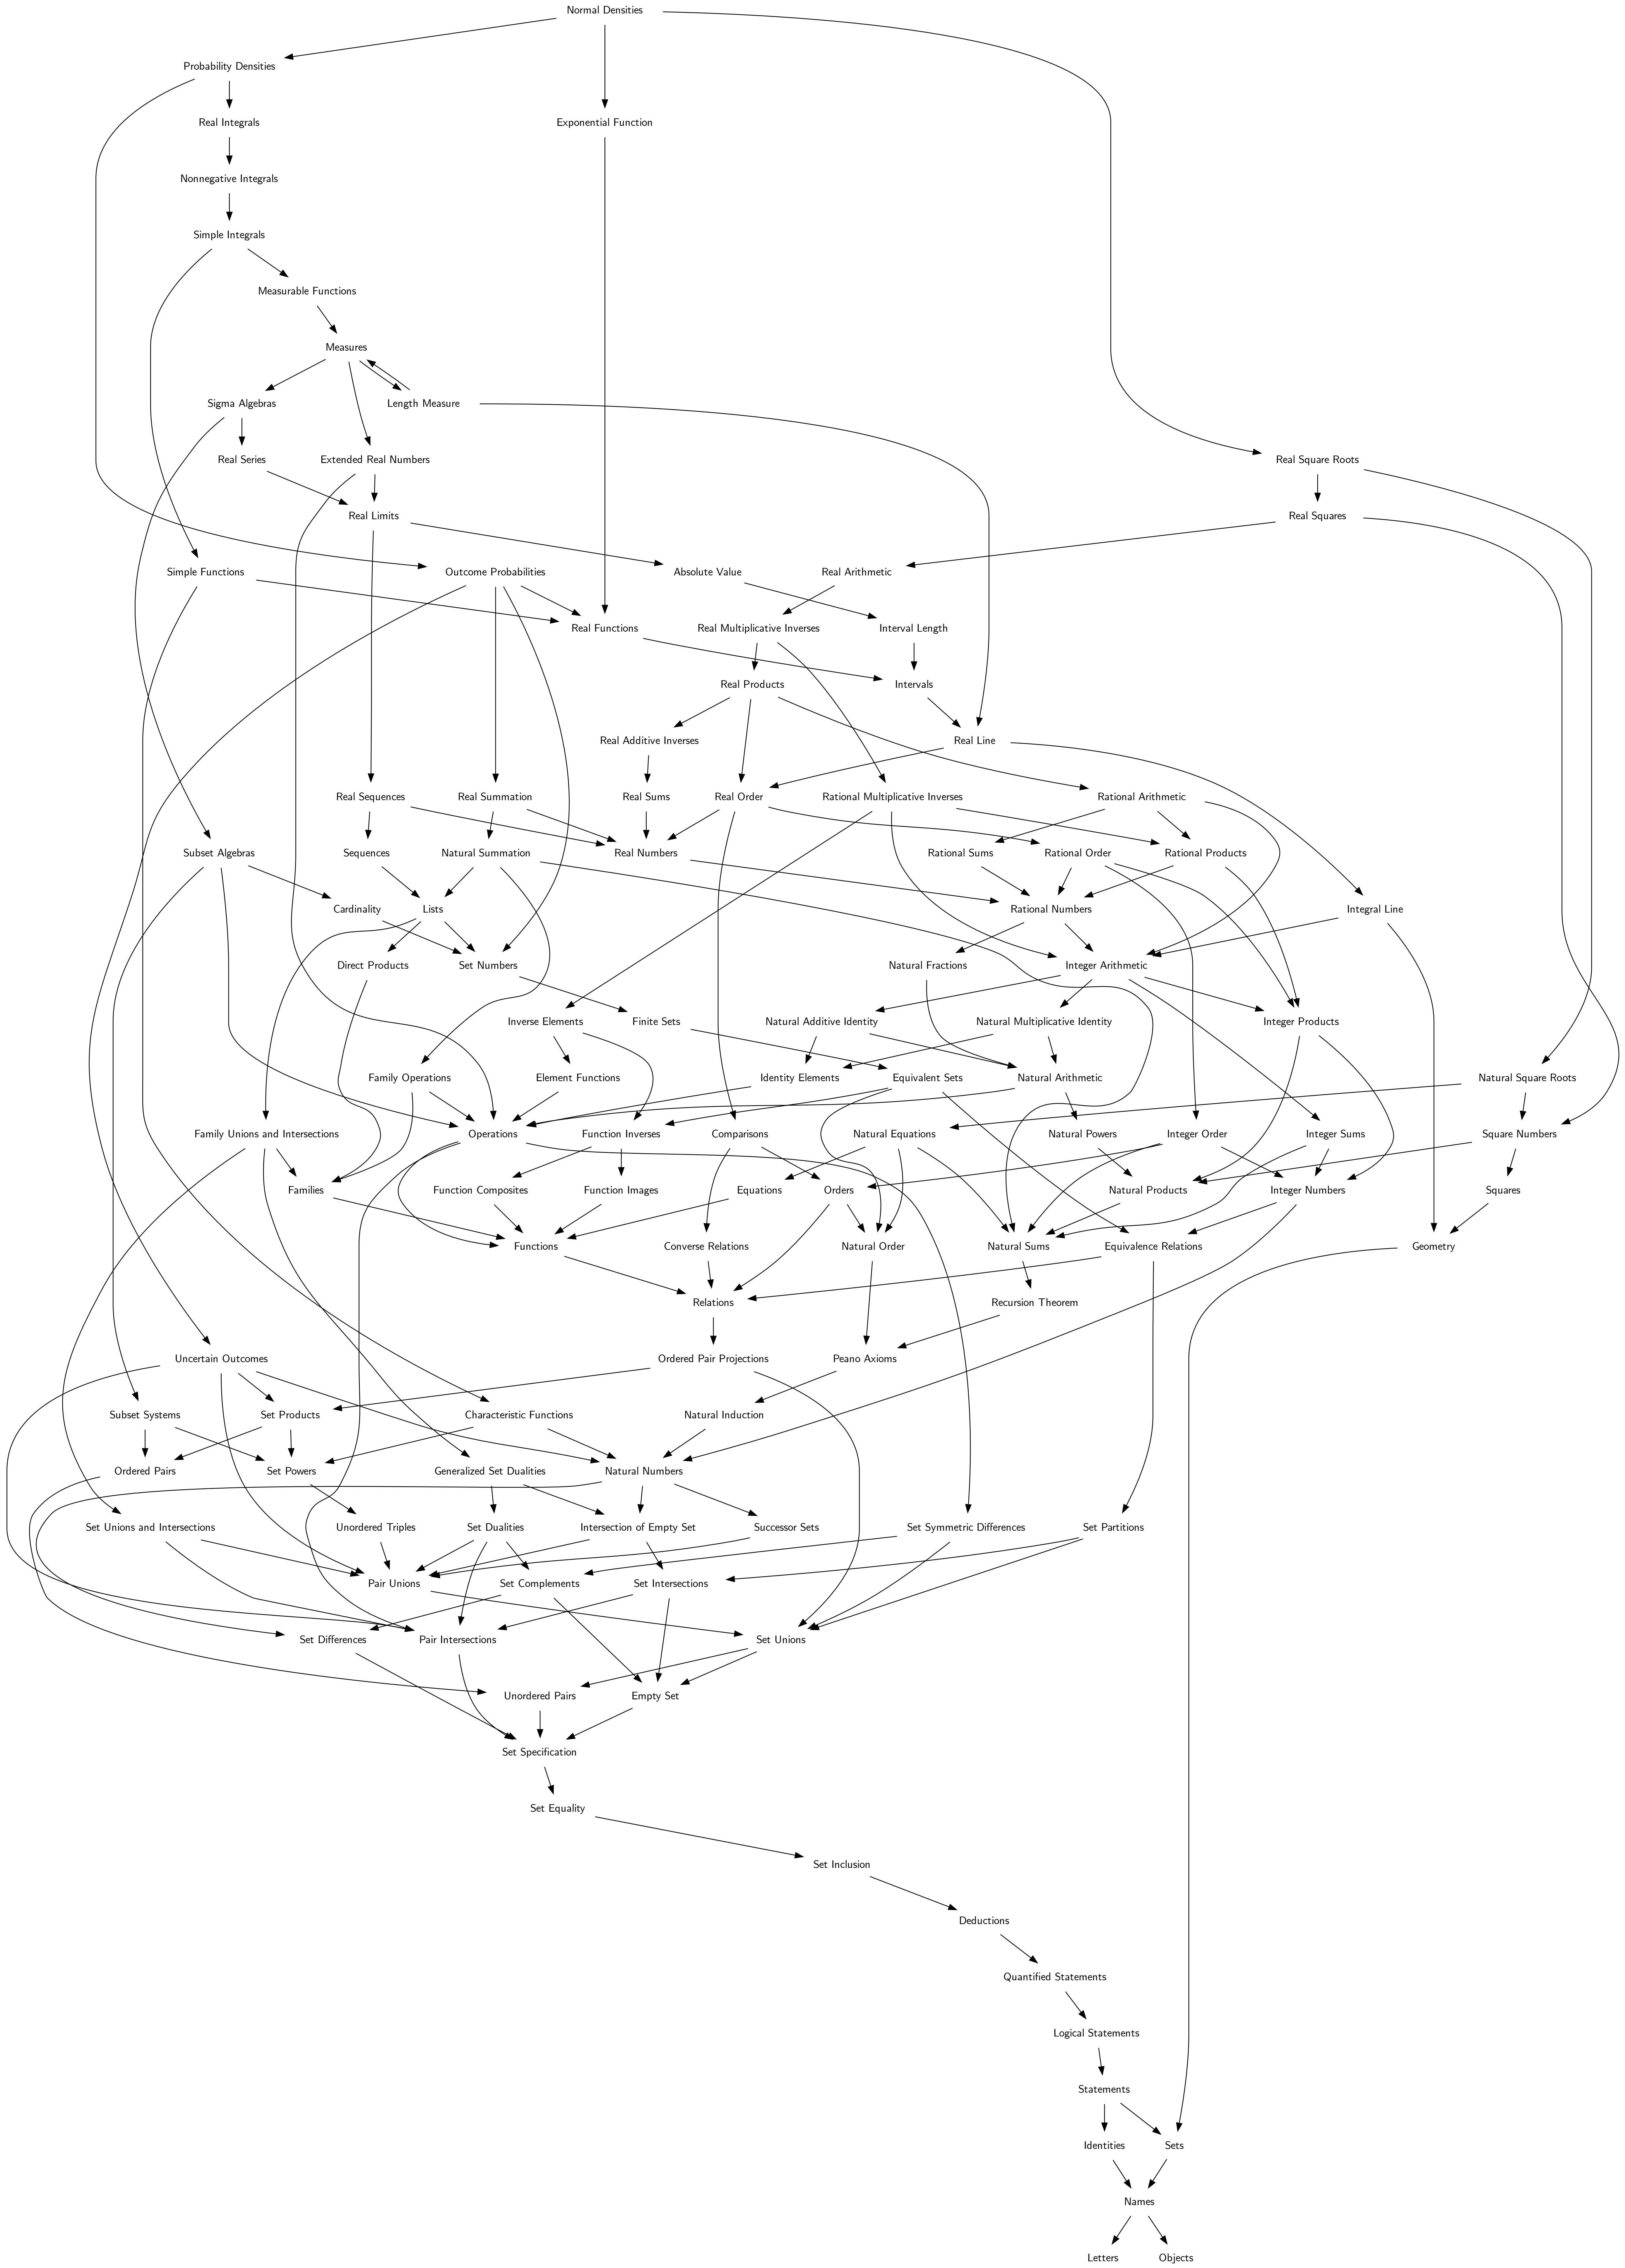 Normal Densities
Probability Densities
Real Integrals
Exponential Function
Nonnegative Integrals
Simple Integrals
Measurable Functions
Measures
Sigma Algebras
Length Measure
Real Series
Extended Real Numbers
Real Square Roots
Real Limits
Real Squares
Simple Functions
Outcome Probabilities
Absolute Value
Real Arithmetic
Real Functions
Real Multiplicative Inverses
Interval Length
Real Products
Intervals
Real Additive Inverses
Real Line
Real Sequences
Real Summation
Real Sums
Real Order
Rational Multiplicative Inverses
Rational Arithmetic
Subset Algebras
Sequences
Natural Summation
Real Numbers
Rational Sums
Rational Order
Rational Products
Cardinality
Lists
Rational Numbers
Integral Line
Direct Products
Set Numbers
Natural Fractions
Integer Arithmetic
Inverse Elements
Finite Sets
Natural Additive Identity
Natural Multiplicative Identity
Integer Products
Family Operations
Element Functions
Identity Elements
Equivalent Sets
Natural Arithmetic
Natural Square Roots
Family Unions and Intersections
Operations
Function Inverses
Comparisons
Natural Equations
Natural Powers
Integer Order
Integer Sums
Square Numbers
Families
Function Composites
Function Images
Equations
Orders
Natural Products
Integer Numbers
Squares
Functions
Converse Relations
Natural Order
Natural Sums
Equivalence Relations
Geometry
Relations
Recursion Theorem
Uncertain Outcomes
Ordered Pair Projections
Peano Axioms
Subset Systems
Set Products
Characteristic Functions
Natural Induction
Ordered Pairs
Set Powers
Generalized Set Dualities
Natural Numbers
Set Unions and Intersections
Unordered Triples
Set Dualities
Intersection of Empty Set
Successor Sets
Set Symmetric Differences
Set Partitions
Pair Unions
Set Complements
Set Intersections
Set Differences
Pair Intersections
Set Unions
Unordered Pairs
Empty Set
Set Specification
Set Equality
Set Inclusion
Deductions
Quantified Statements
Logical Statements
Statements
Identities
Sets
Names
Letters
Objects